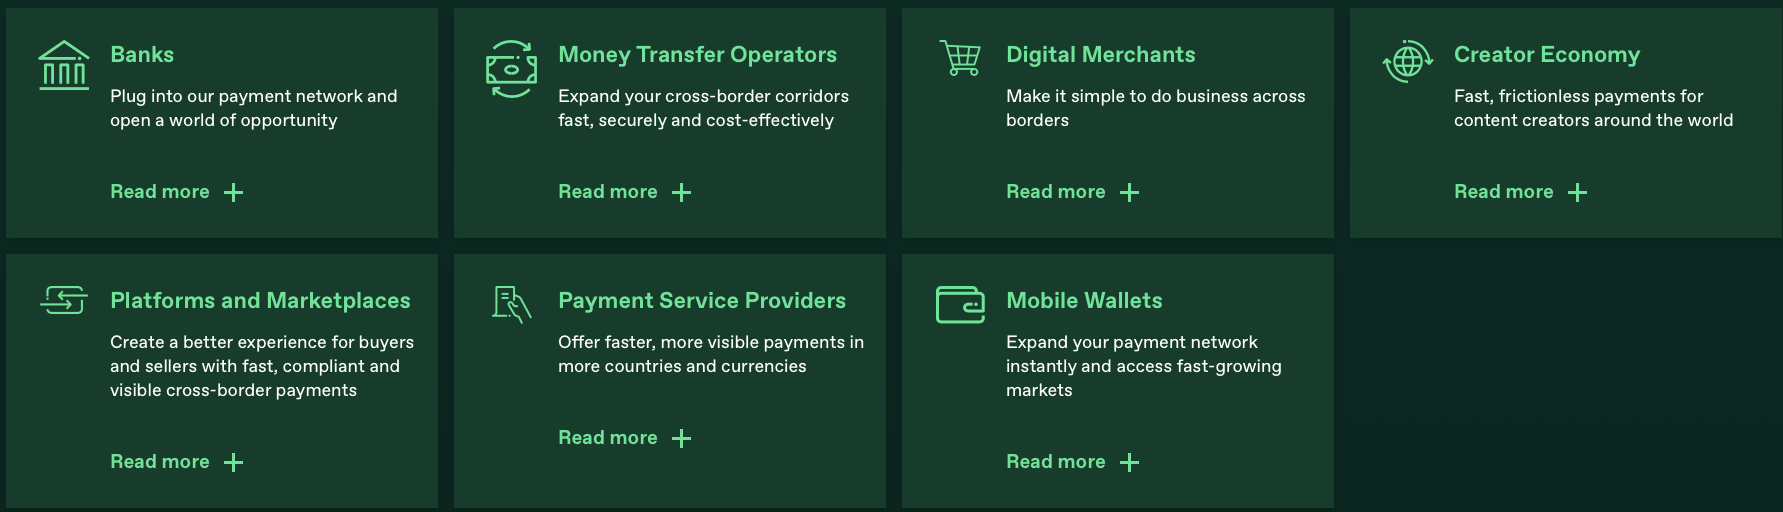 Banks
Plug into our payment network and
open a world of opportunity
Read more
Money Transfer Operators
Expand your cross-border corridors
fast, securely and cost-effectively
Read more
Digital Merchants
Make it simple to do business across
borders
Read more
Creator Economy
Fast, frictionless payments for
content creators around the world
Read more
Platforms and Marketplaces
Create a better experience for buyers
and sellers with fast, compliant and
visible cross-border payments
Read more
Payment Service Providers
Offer faster, more visible payments in
more countries and currencies
Read more
Mobile Wallets
Expand your payment network
instantly and access fast-growing
markets
Read more